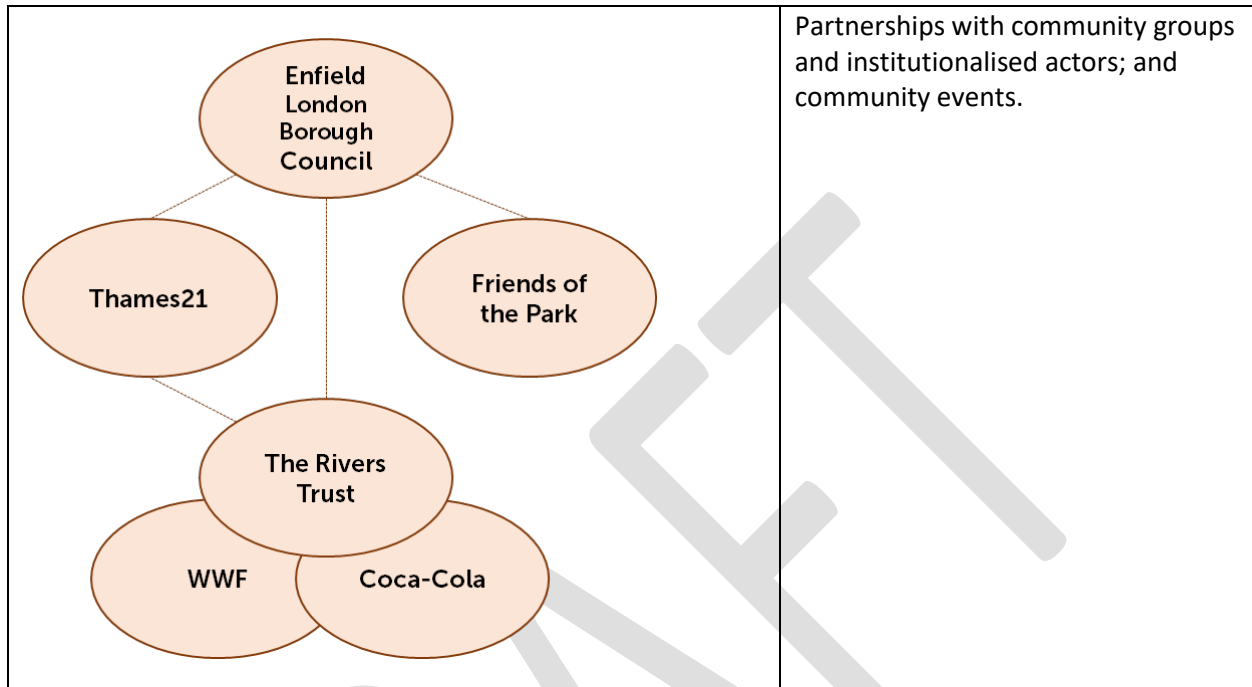 Enfield
London
Borough
Council
Thames21
Friends of
the Park
The Rivers
Trust
WWF
Coca-Cola
Partnerships with community groups
and institutionalised actors; and
community events.